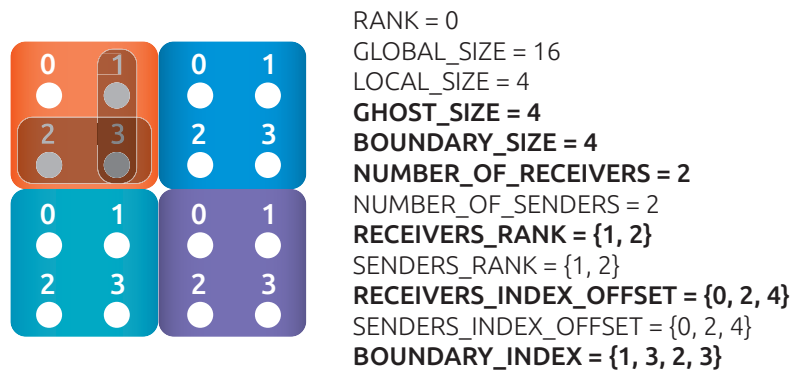 0 1 0 1
2 3 2 3
0 1 0 1
2 3 2 3
RANK = 0
GLOBAL_SIZE = 16
LOCAL_SIZE = 4
GHOST_SIZE = 4
BOUNDARY_SIZE = 4
NUMBER_OF_RECEIVERS = 2
NUMBER_OF_SENDERS = 2
RECEIVERS_RANK = {1, 2}
SENDERS_RANK = {1, 2}
RECEIVERS_INDEX_OFFSET = {0, 2, 4}
SENDERS_INDEX_OFFSET = {0, 2, 4}
BOUNDARY_INDEX = {1, 3, 2, 3}